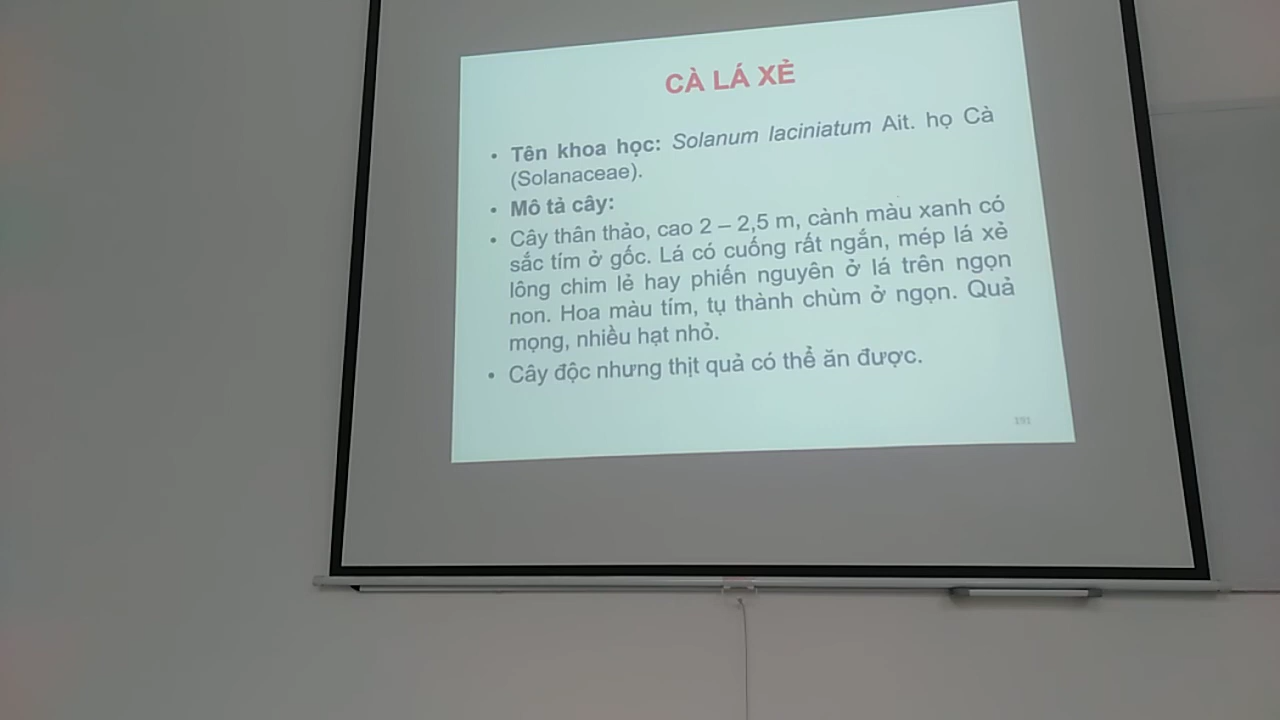 CÀ LÁ XẺ
• Tên khoa học: Solanum laciniatum Ait. họ Cà
(Solanaceae).
• Mô tả cây:
• Cây thân thảo, cao 2 – 2,5 m, cành màu xanh có
sắc tím ở gốc. Lá có cuống rất ngắn, mép lá xẻ
lông chim lẻ hay phiến nguyên ở lá trên ngọn
non. Hoa màu tím, tụ thành chùm ở ngọn. Quả
mọng, nhiều hạt nhỏ.
• Cây độc nhưng thịt quả có thể ăn được.
191